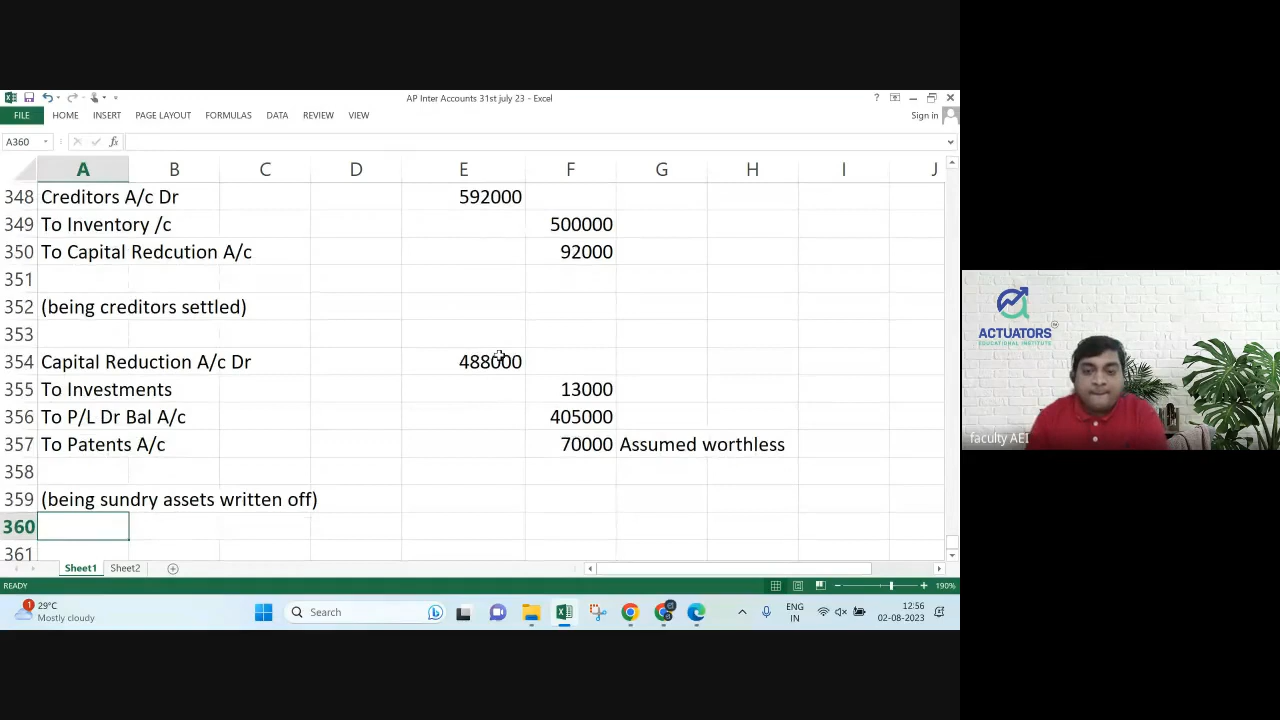 AP Inter Accounts 31st july 23 - Excel
?
FILE HOME INSERT PAGE LAYOUT FORMULAS DATA REVIEW VIEW
Sign in
A360
fx
A B C D E F G H I J
348 Creditors A/c Dr 592000
349 To Inventory /c 500000
350 To Capital Redcution A/c 92000
351
352 (being creditors settled)
353
354 Capital Reduction A/c Dr 488000
355 To Investments 13000
356 To P/L Dr Bal A/c 405000
357 To Patents A/c 70000 Assumed worthless
358
359 (being sundry assets written off)
360
361
Sheet1 Sheet2
READY 190%
1 29°C
Mostly cloudy
Search
ENG
IN
12:56
02-08-2023
ACTUATORS
EDUCATIONAL INSTITUTE
faculty AEI